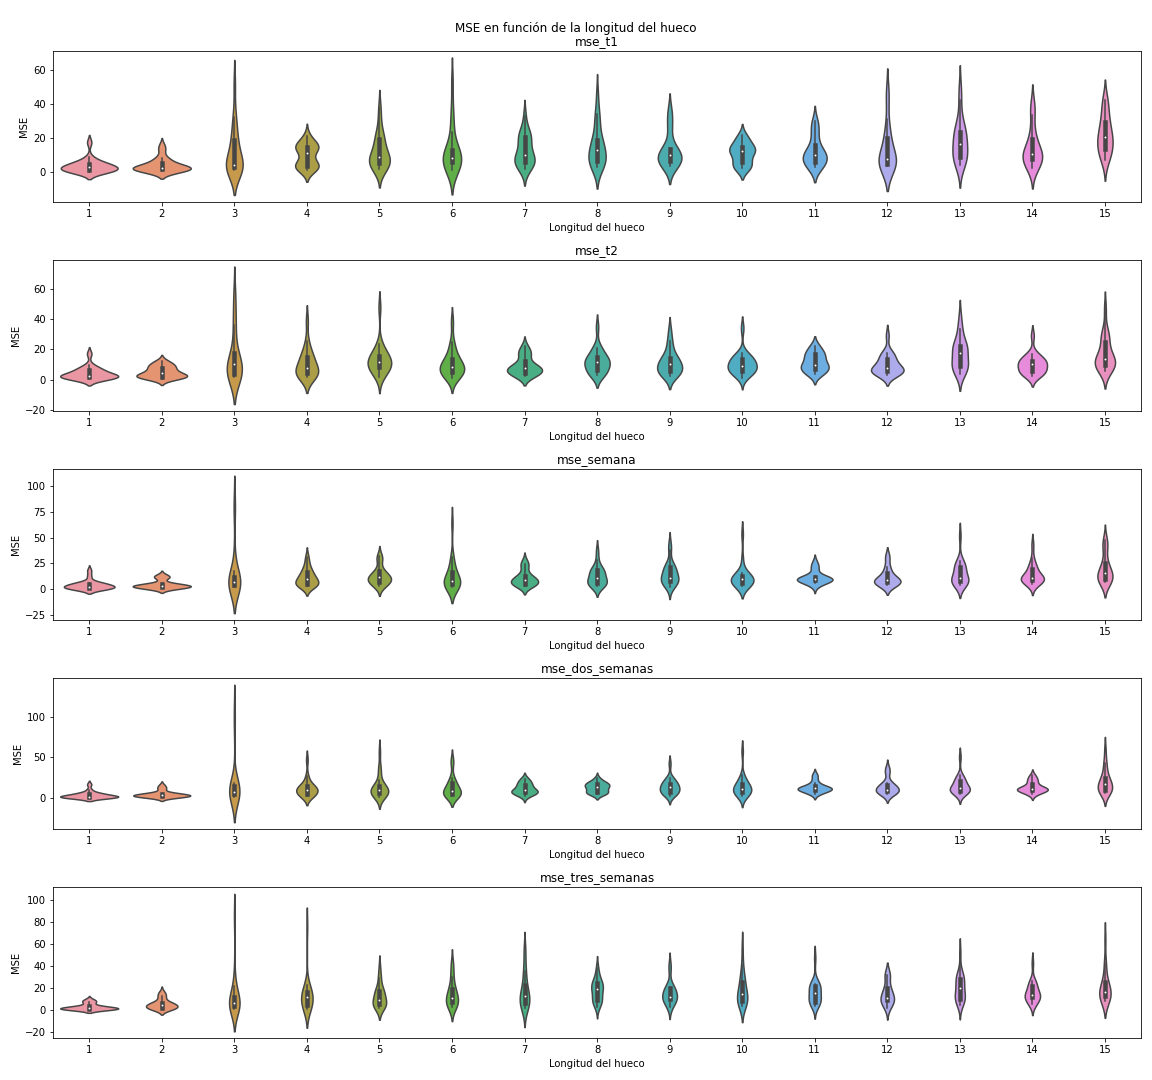 MSE en función de la longitud del hueco
mse_t1
60
40
20
0
MSE
1 2 3 4 5 6 7 8 9 10 11 12 13 14 15
Longitud del hueco
mse_t2
60
40
20
0
−20
MSE
1 2 3 4 5 6 7 8 9 10 11 12 13 14 15
Longitud del hueco
mse_semana
100
75
50
25
0
−25
MSE
1 2 3 4 5 6 7 8 9 10 11 12 13 14 15
Longitud del hueco
mse_dos_semanas
100
50
0
MSE
1 2 3 4 5 6 7 8 9 10 11 12 13 14 15
Longitud del hueco
mse_tres_semanas
100
80
60
40
20
0
−20
MSE
1 2 3 4 5 6 7 8 9 10 11 12 13 14 15
Longitud del hueco